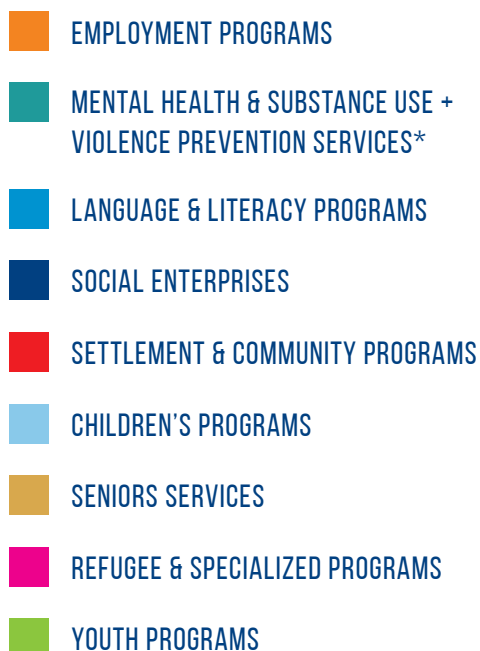 EMPLOYMENT PROGRAMS
MENTAL HEALTH & SUBSTANCE USE +
VIOLENCE PREVENTION SERVICES*
LANGUAGE & LITERACY PROGRAMS
SOCIAL ENTERPRISES
SETTLEMENT & COMMUNITY PROGRAMS
CHILDREN'S PROGRAMS
SENIORS SERVICES
REFUGEE & SPECIALIZED PROGRAMS
YOUTH PROGRAMS